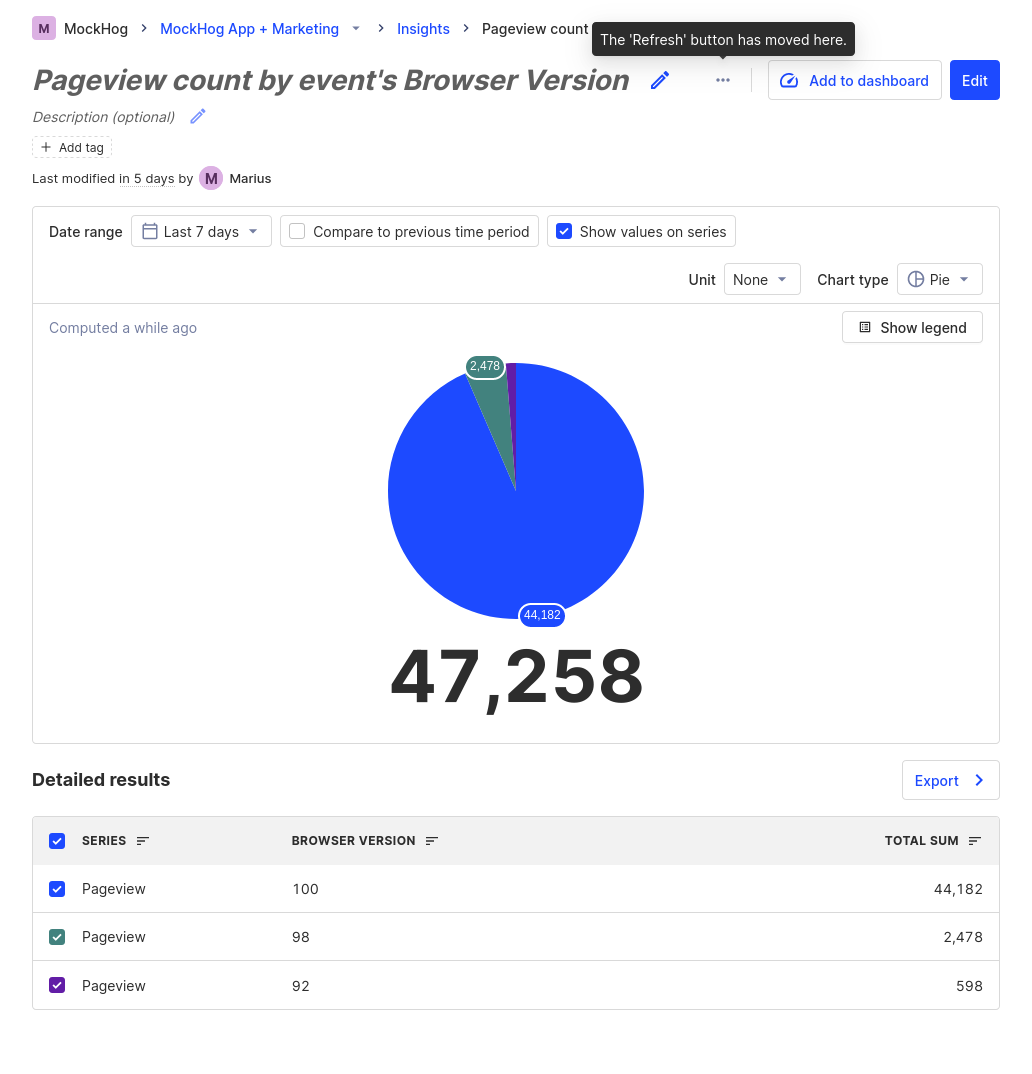 M MockHog > MockHog App + Marketing > Insights > Pageview count
The 'Refresh' button has moved here.
Pageview count by event's Browser Version
Add to dashboard
Edit
Description (optional)
+ Add tag
Last modified in 5 days by M Marius
Date range Last 7 days Compare to previous time period Show values on series
Unit None Chart type Pie
Computed a while ago
Show legend
2,478
44,182
47,258
Detailed results
Export
SERIES BROWSER VERSION TOTAL SUM
Pageview 100 44,182
Pageview 98 2,478
Pageview 92 598